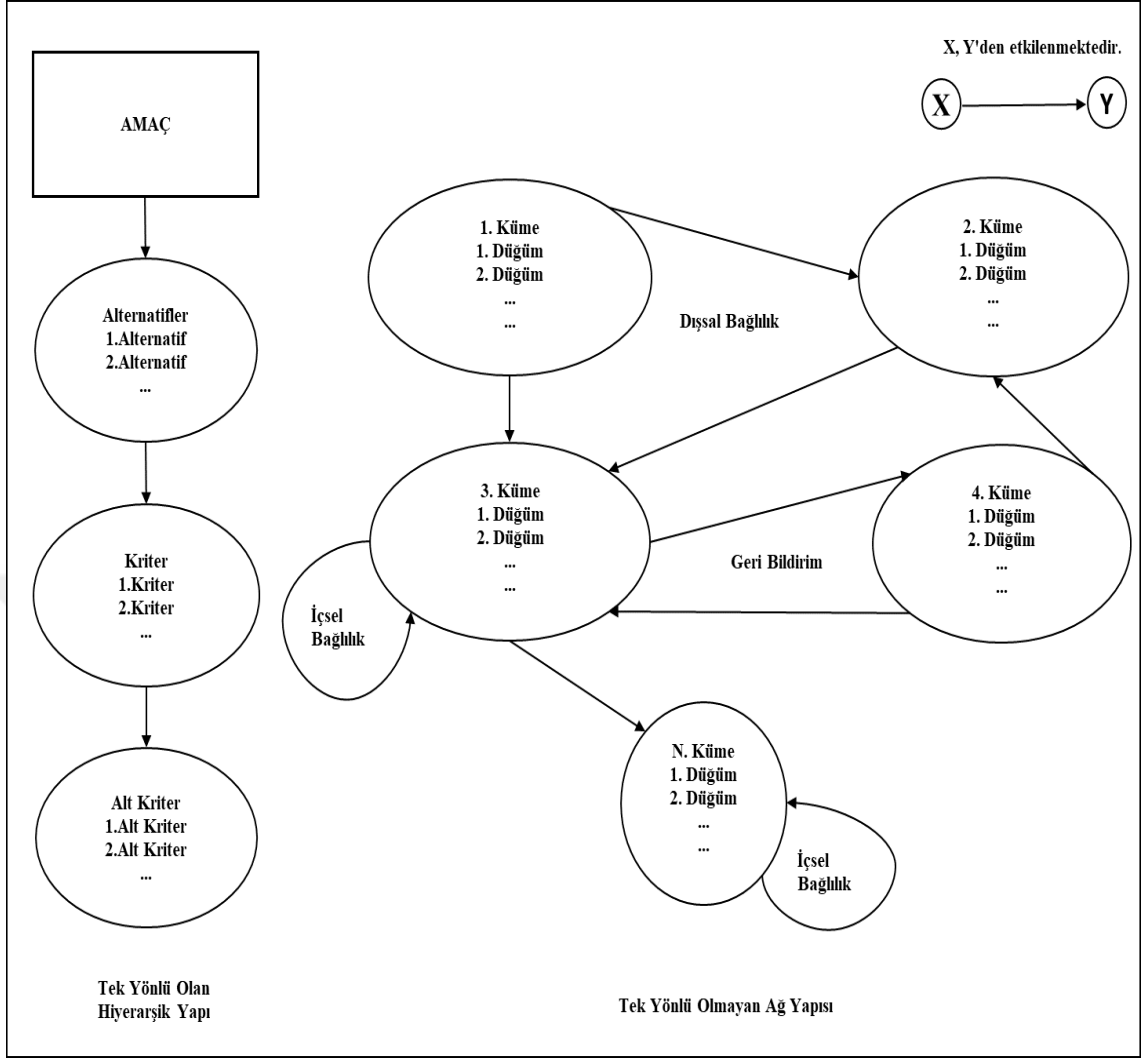 X, Y'den etkilenmektedir.
X
Y
AMAÇ
Alternatifler
1.Alternatif
2.Alternatif
...
Kriter
1.Kriter
2.Kriter
...
Alt Kriter
1.Alt Kriter
2.Alt Kriter
...
Tek Yönlü Olan
Hiyerarşik Yapı
1. Küme
1. Düğüm
2. Düğüm
...
...
2. Küme
1. Düğüm
2. Düğüm
...
...
Dışsal Bağlılık
3. Küme
1. Düğüm
2. Düğüm
...
...
4. Küme
1. Düğüm
2. Düğüm
...
...
Geri Bildirim
İçsel
Bağlılık
N. Küme
1. Düğüm
2. Düğüm
...
...
İçsel
Bağlılık
Tek Yönlü Olmayan Ağ Yapısı